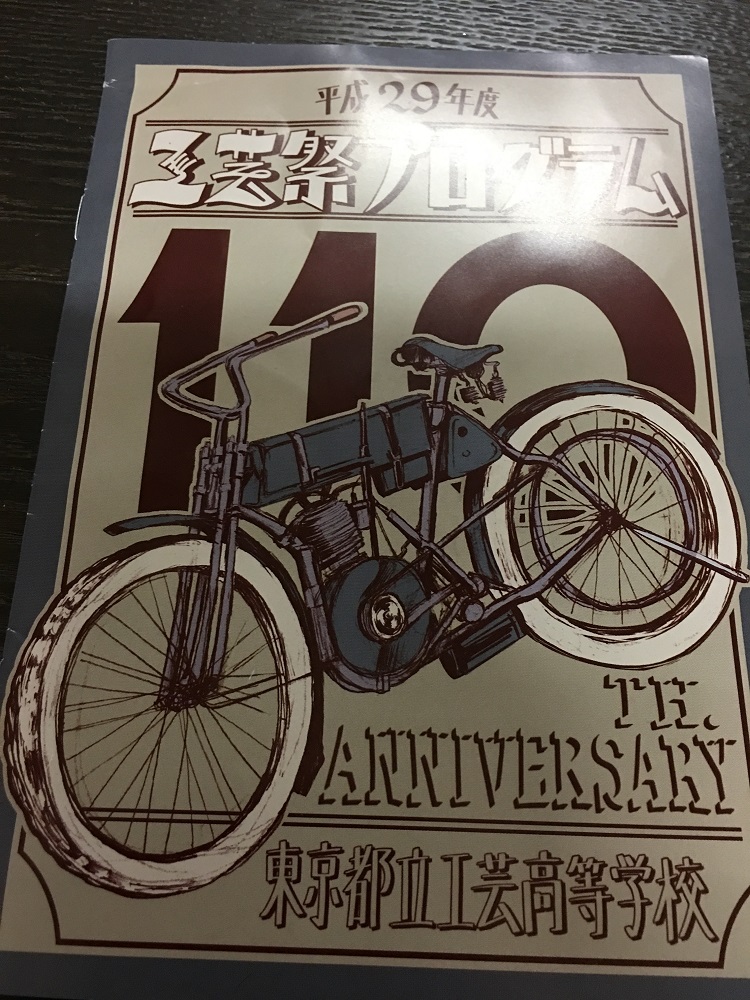 平成29年度
工芸祭プログラム
110
TH.
ANNIVERSARY
東京都立工芸高等学校